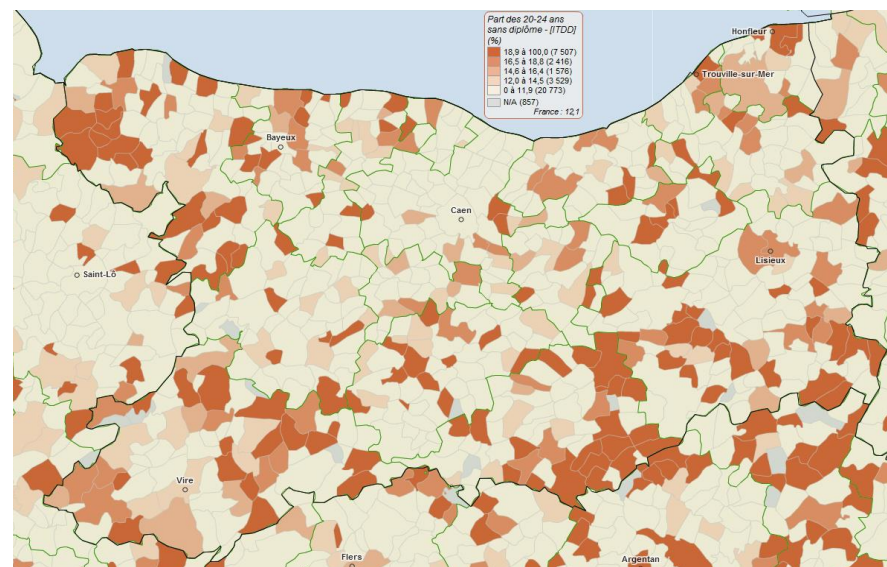 Part des 20-24 ans
sans diplôme - [ITDD]
(%)
18,9 à 100,0 (7 507)
16,5 à 18,8 (2 416)
14,6 à 16,4 (1 576)
12,0 à 14,5 (3 529)
0 à 11,9 (20 773)
N/A (857)
France : 12,1
Honfleur
Trouville-sur-Mer
Bayeux
Caen
Lisieux
Saint-Lô
Vire
Flers
Argentan